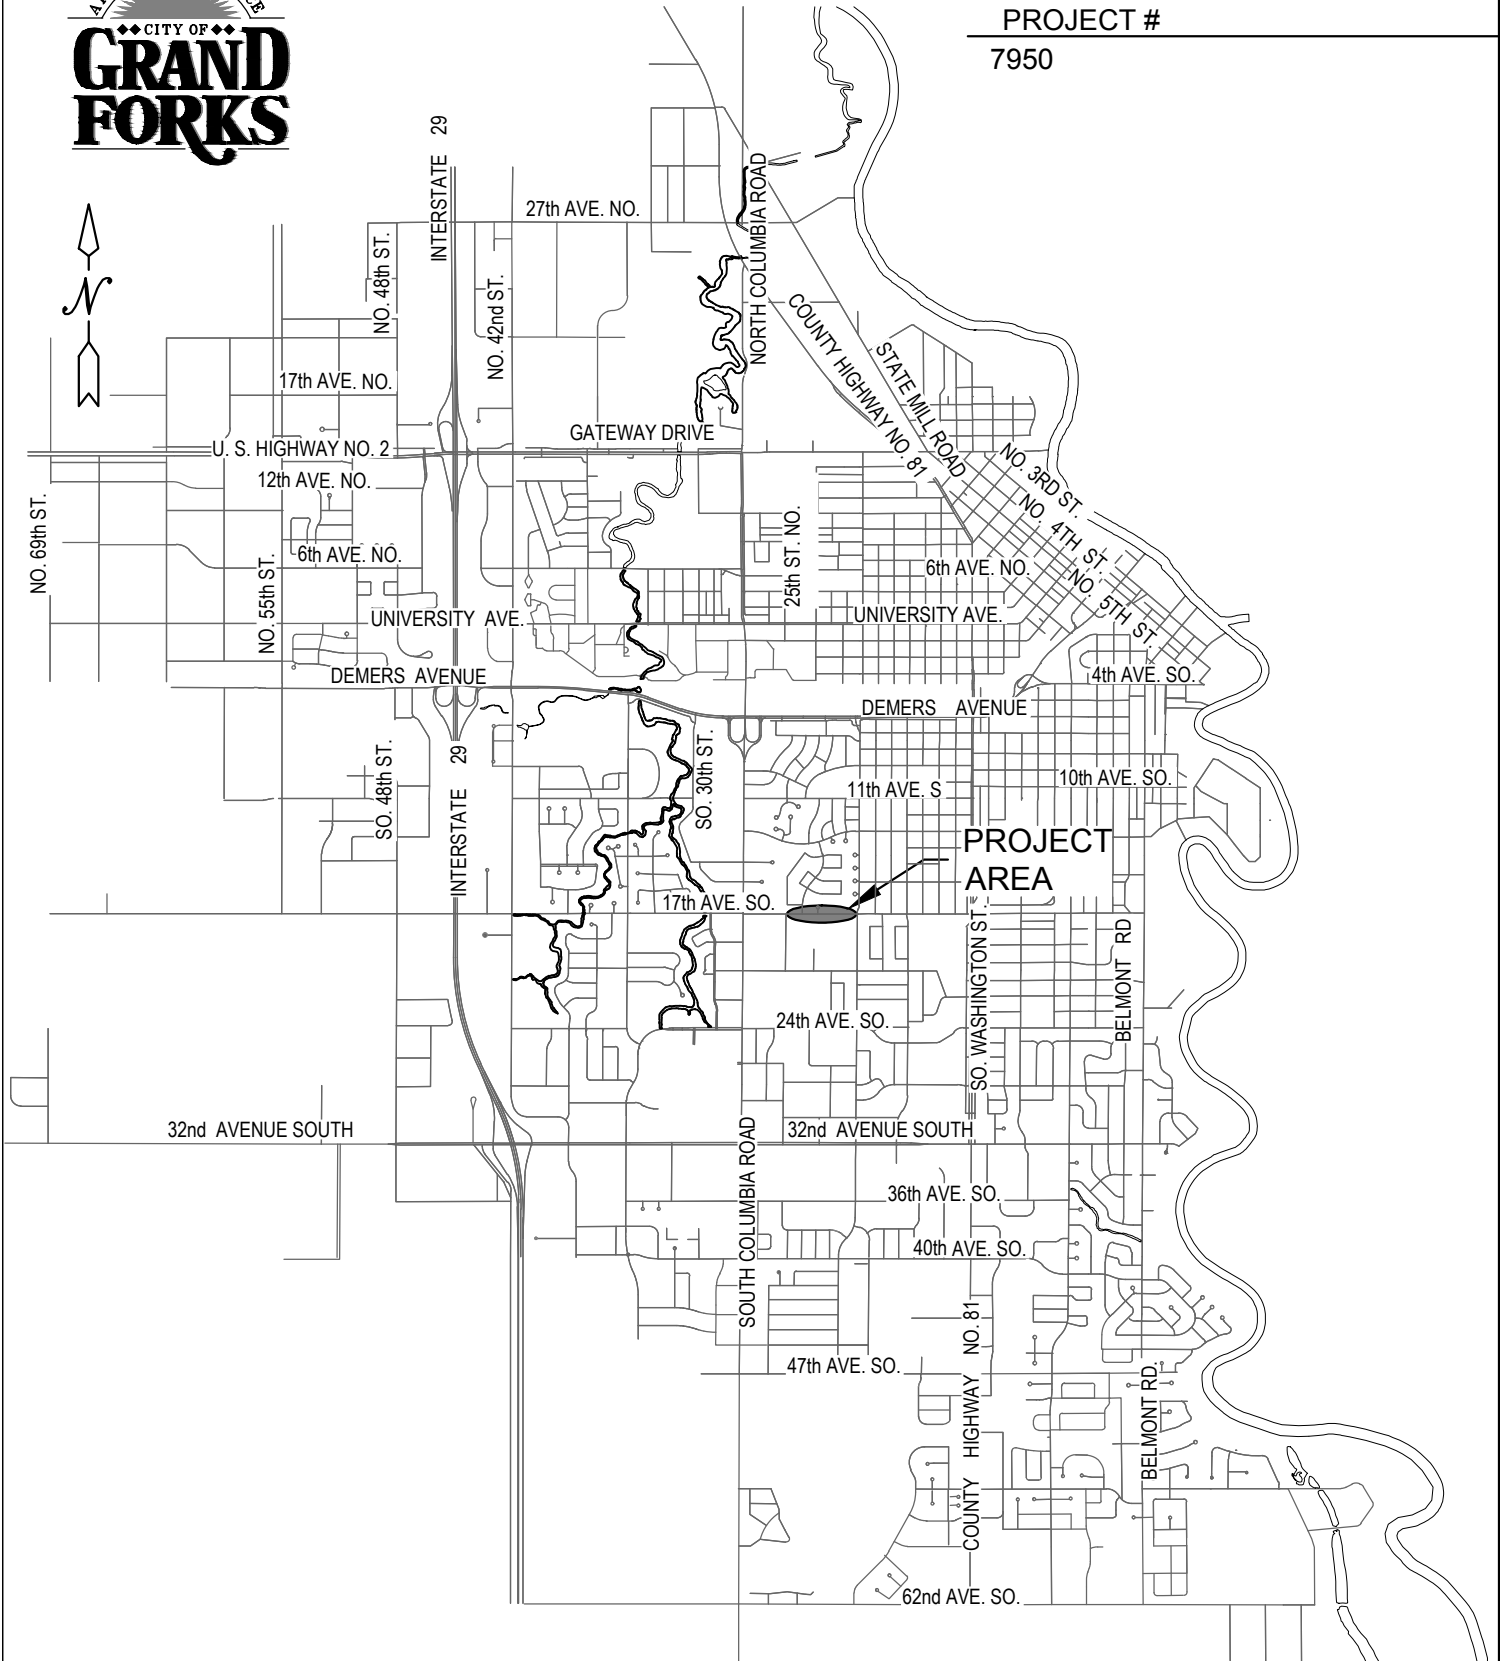 CITY OF
GRAND
FORKS
PROJECT #
7950
INTERSTATE 29
27th AVE. NO.
NORTH COLUMBIA ROAD
NO. 48th ST.
NO. 42nd ST.
COUNTY HIGHWAY NO. 81
STATE MILL ROAD
17th AVE. NO.
GATEWAY DRIVE
U. S. HIGHWAY NO. 2
12th AVE. NO.
NO. 3RD ST.
NO. 4TH ST.
NO. 5TH ST.
NO. 69th ST.
6th AVE. NO.
NO. 55th ST.
25th ST. NO.
6th AVE. NO.
UNIVERSITY AVE.
UNIVERSITY AVE.
DEMERS AVENUE
4th AVE. SO.
DEMERS AVENUE
SO. 48th ST.
INTERSTATE 29
SO. 30th ST.
11th AVE. S
10th AVE. SO.
PROJECT
AREA
17th AVE. SO.
SO. WASHINGTON ST.
BELMONT RD
24th AVE. SO.
32nd AVENUE SOUTH
32nd AVENUE SOUTH
SOUTH COLUMBIA ROAD
36th AVE. SO.
40th AVE. SO.
COUNTY HIGHWAY NO. 81
47th AVE. SO.
BELMONT RD.
62nd AVE. SO.